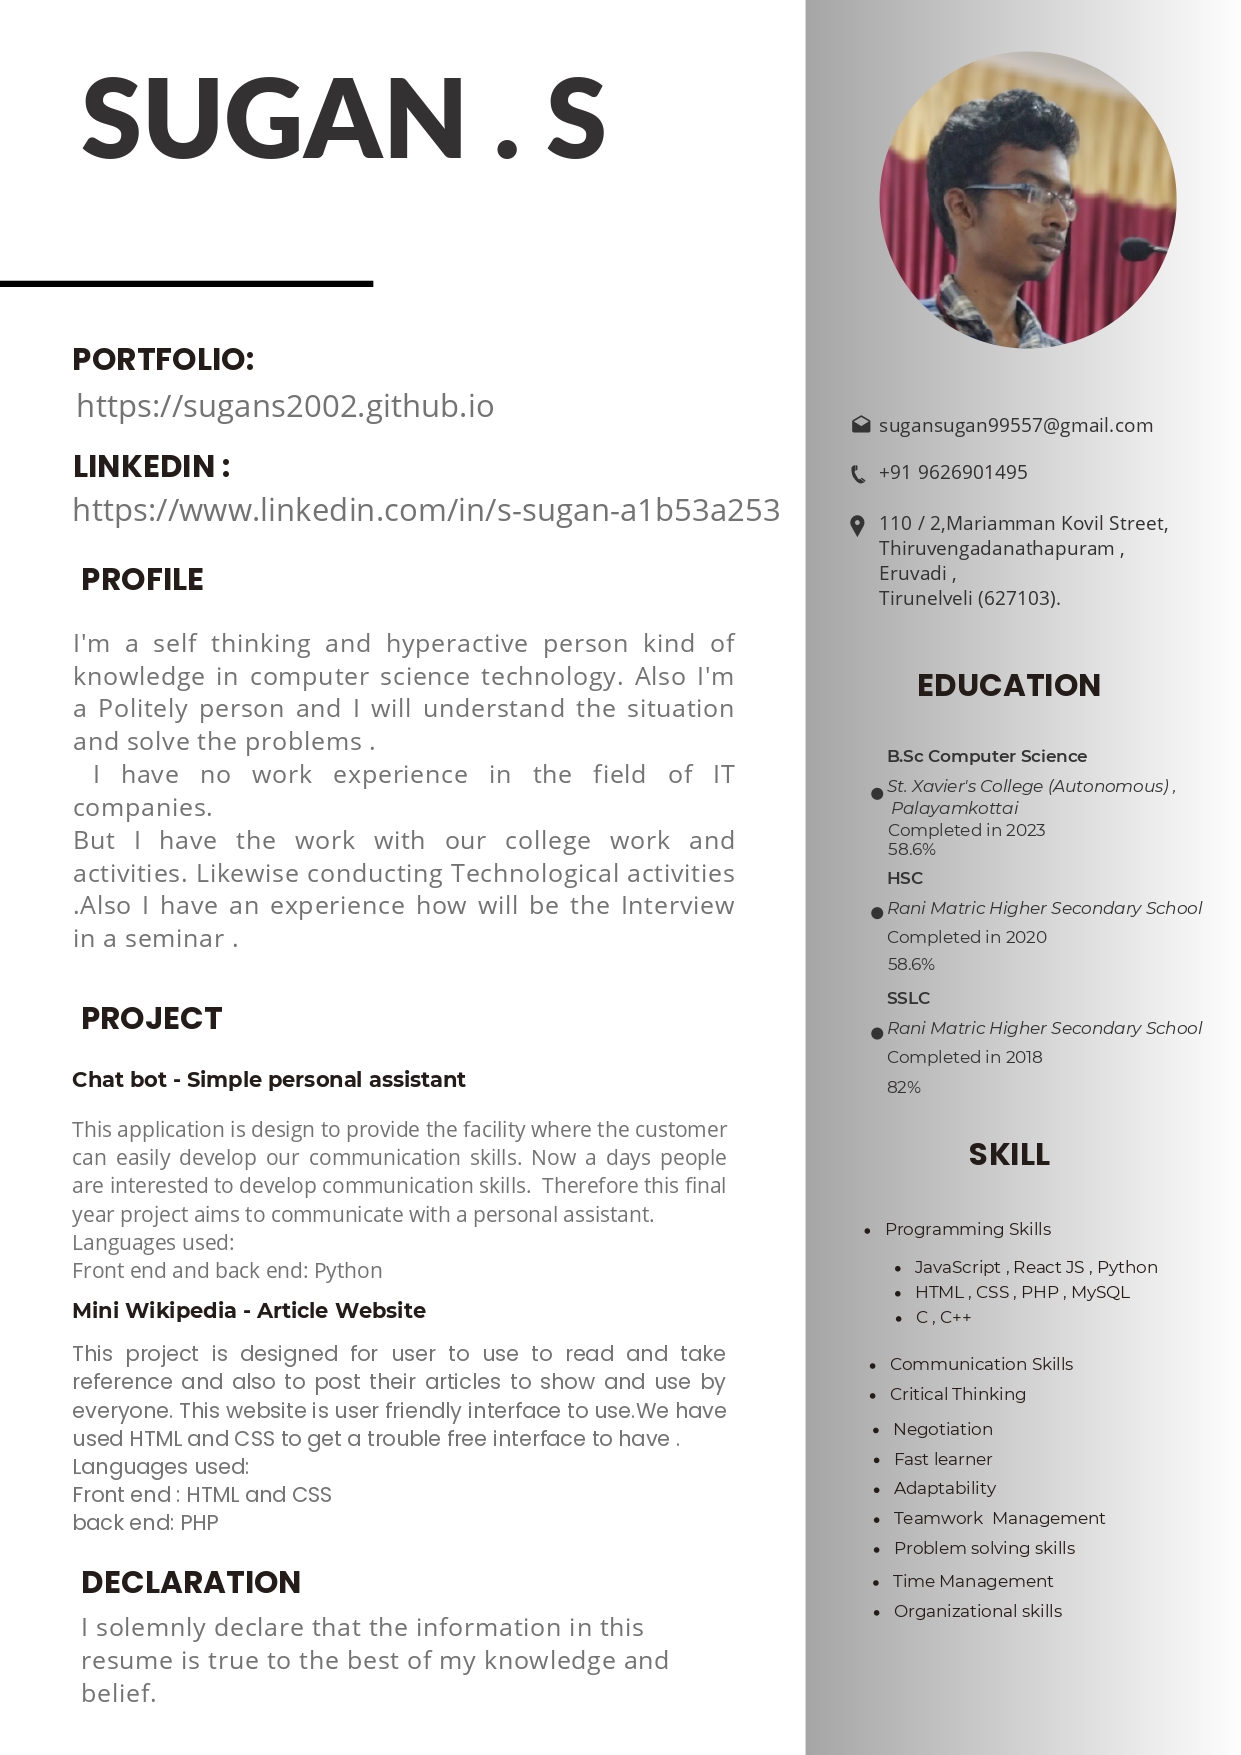 SUGAN . S
PORTFOLIO:
https://sugans2002.github.io
LINKEDIN :
https://www.linkedin.com/in/s-sugan-a1b53a253
PROFILE
I'm a self thinking and hyperactive person kind of
knowledge in computer science technology. Also I'm
a Politely person and I will understand the situation
and solve the problems .
I have no work experience in the field of IT
companies.
But I have the work with our college work and
activities. Likewise conducting Technological activities
.Also I have an experience how will be the Interview
in a seminar .
PROJECT
Chat bot - Simple personal assistant
This application is design to provide the facility where the customer
can easily develop our communication skills. Now a days people
are interested to develop communication skills. Therefore this final
year project aims to communicate with a personal assistant.
Languages used:
Front end and back end: Python
Mini Wikipedia - Article Website
This project is designed for user to use to read and take
reference and also to post their articles to show and use by
everyone. This website is user friendly interface to use.We have
used HTML and CSS to get a trouble free interface to have .
Languages used:
Front end : HTML and CSS
back end: PHP
DECLARATION
I solemnly declare that the information in this
resume is true to the best of my knowledge and
belief.
sugansugan99557@gmail.com
+91 9626901495
110 / 2,Mariamman Kovil Street,
Thiruvengadanathapuram ,
Eruvadi ,
Tirunelveli (627103).
EDUCATION
B.Sc Computer Science
● St. Xavier's College (Autonomous) ,
Palayamkottai
Completed in 2023
58.6%
HSC
● Rani Matric Higher Secondary School
Completed in 2020
58.6%
SSLC
● Rani Matric Higher Secondary School
Completed in 2018
82%
SKILL
• Programming Skills
• JavaScript , React JS , Python
• HTML , CSS , PHP , MySQL
• C , C++
• Communication Skills
• Critical Thinking
• Negotiation
• Fast learner
• Adaptability
• Teamwork Management
• Problem solving skills
• Time Management
• Organizational skills